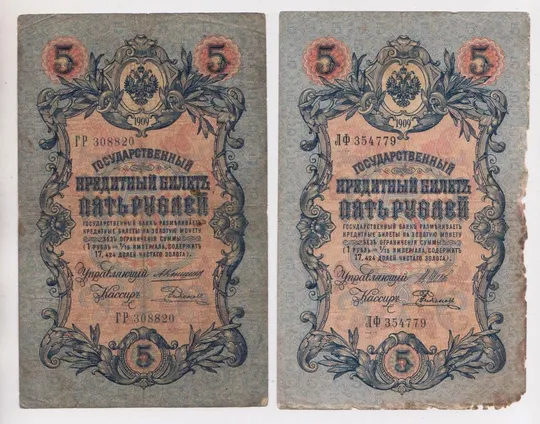 5 5
1909
ГР 308820
ГОСУДАРСТВЕННЫЙ
КРЕДИТНЫЙ БИЛЕТЪ
ПЯТЬ РУБЛЕЙ
ГОСУДАРСТВЕННЫЙ БАНКЪ РАЗМѢНИВАЕТЪ
КРЕДИТНЫЕ БИЛЕТЫ НА ЗОЛОТУЮ МОНЕТУ
БЕЗЪ ОГРАНИЧЕНІЯ СУММЫ
(1 РУБЛЬ = 1/15 ИМПЕРІАЛА, СОДЕРЖИТЪ
17,424 ДОЛЕЙ ЧИСТАГО ЗОЛОТА).
Управляющій
Кассиръ
ГР 308820
5
5 5
1909
ЛФ 354779
ГОСУДАРСТВЕННЫЙ
КРЕДИТНЫЙ БИЛЕТЪ
ПЯТЬ РУБЛЕЙ
ГОСУДАРСТВЕННЫЙ БАНКЪ РАЗМѢНИВАЕТЪ
КРЕДИТНЫЕ БИЛЕТЫ НА ЗОЛОТУЮ МОНЕТУ
БЕЗЪ ОГРАНИЧЕНІЯ СУММЫ
(1 РУБЛЬ = 1/15 ИМПЕРІАЛА, СОДЕРЖИТЪ
17,424 ДОЛЕЙ ЧИСТАГО ЗОЛОТА).
Управляющій
Кассиръ
ЛФ 354779
5